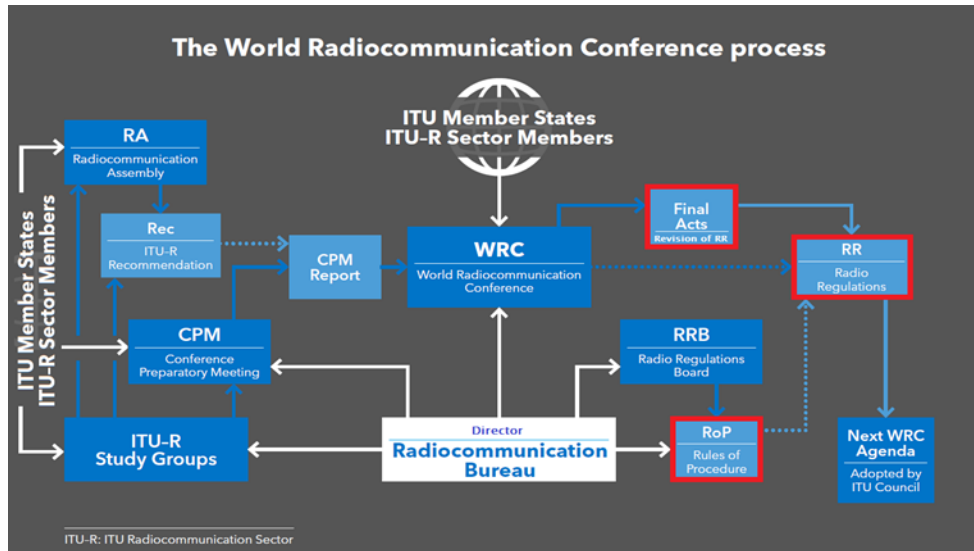 The World Radiocommunication Conference process
ITU Member States
ITU–R Sector Members
ITU Member States
ITU–R Sector Members
RA
Radiocommunication
Assembly
Rec
ITU–R
Recommendation
CPM
Report
WRC
World Radiocommunication
Conference
Final
Acts
Revision of RR
RR
Radio
Regulations
CPM
Conference
Preparatory Meeting
RRB
Radio Regulations
Board
ITU–R
Study Groups
Director
Radiocommunication
Bureau
RoP
Rules of
Procedure
Next WRC
Agenda
Adopted by
ITU Council
ITU–R: ITU Radiocommunication Sector